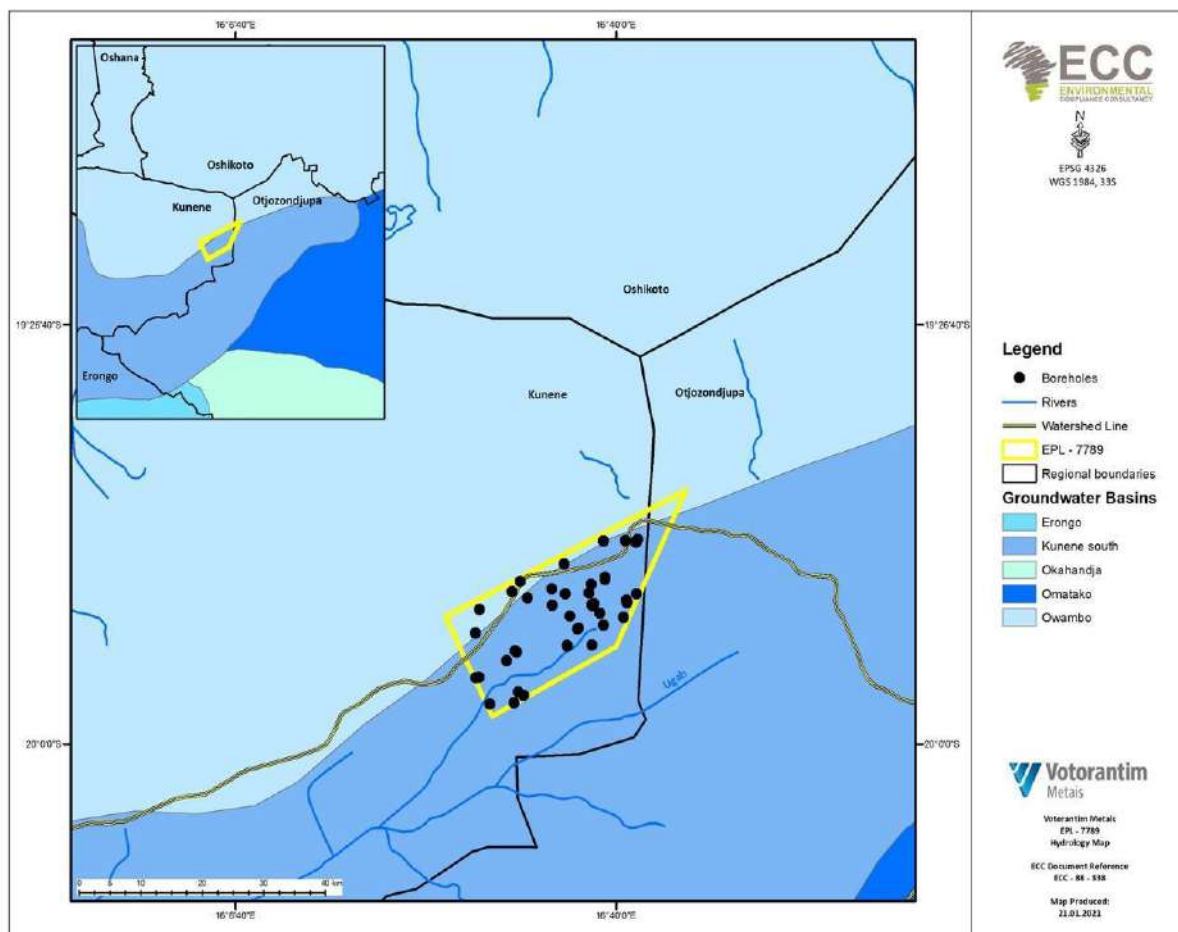 16°6'40"E
16°40'0"E
Oshana
Oshikoto
Kunene
Otjozondjupa
Erongo
19°25'40"S
19°26'40"S
Oshikoto
Kunene
Otjozondjupa
Ugab
20°0'0"S
20°0'0"S
0 5 10 20 30 40 km
16°6'40"E
16°40'0"E
ECC
ENVIRONMENTAL
COMPLIANCE CONSULTANCY
N
EPSG 4326
WGS 1984, 33S
Legend
Boreholes
Rivers
Watershed Line
EPL - 7789
Regional boundaries
Groundwater Basins
Erongo
Kunene south
Okahandja
Omatako
Owambo
Votorantim
Metais
Votorantim Metals
EPL - 7789
Hydrology Map
ECC Document Reference
ECC - 88 - 338
Map Produced:
21.01.2021